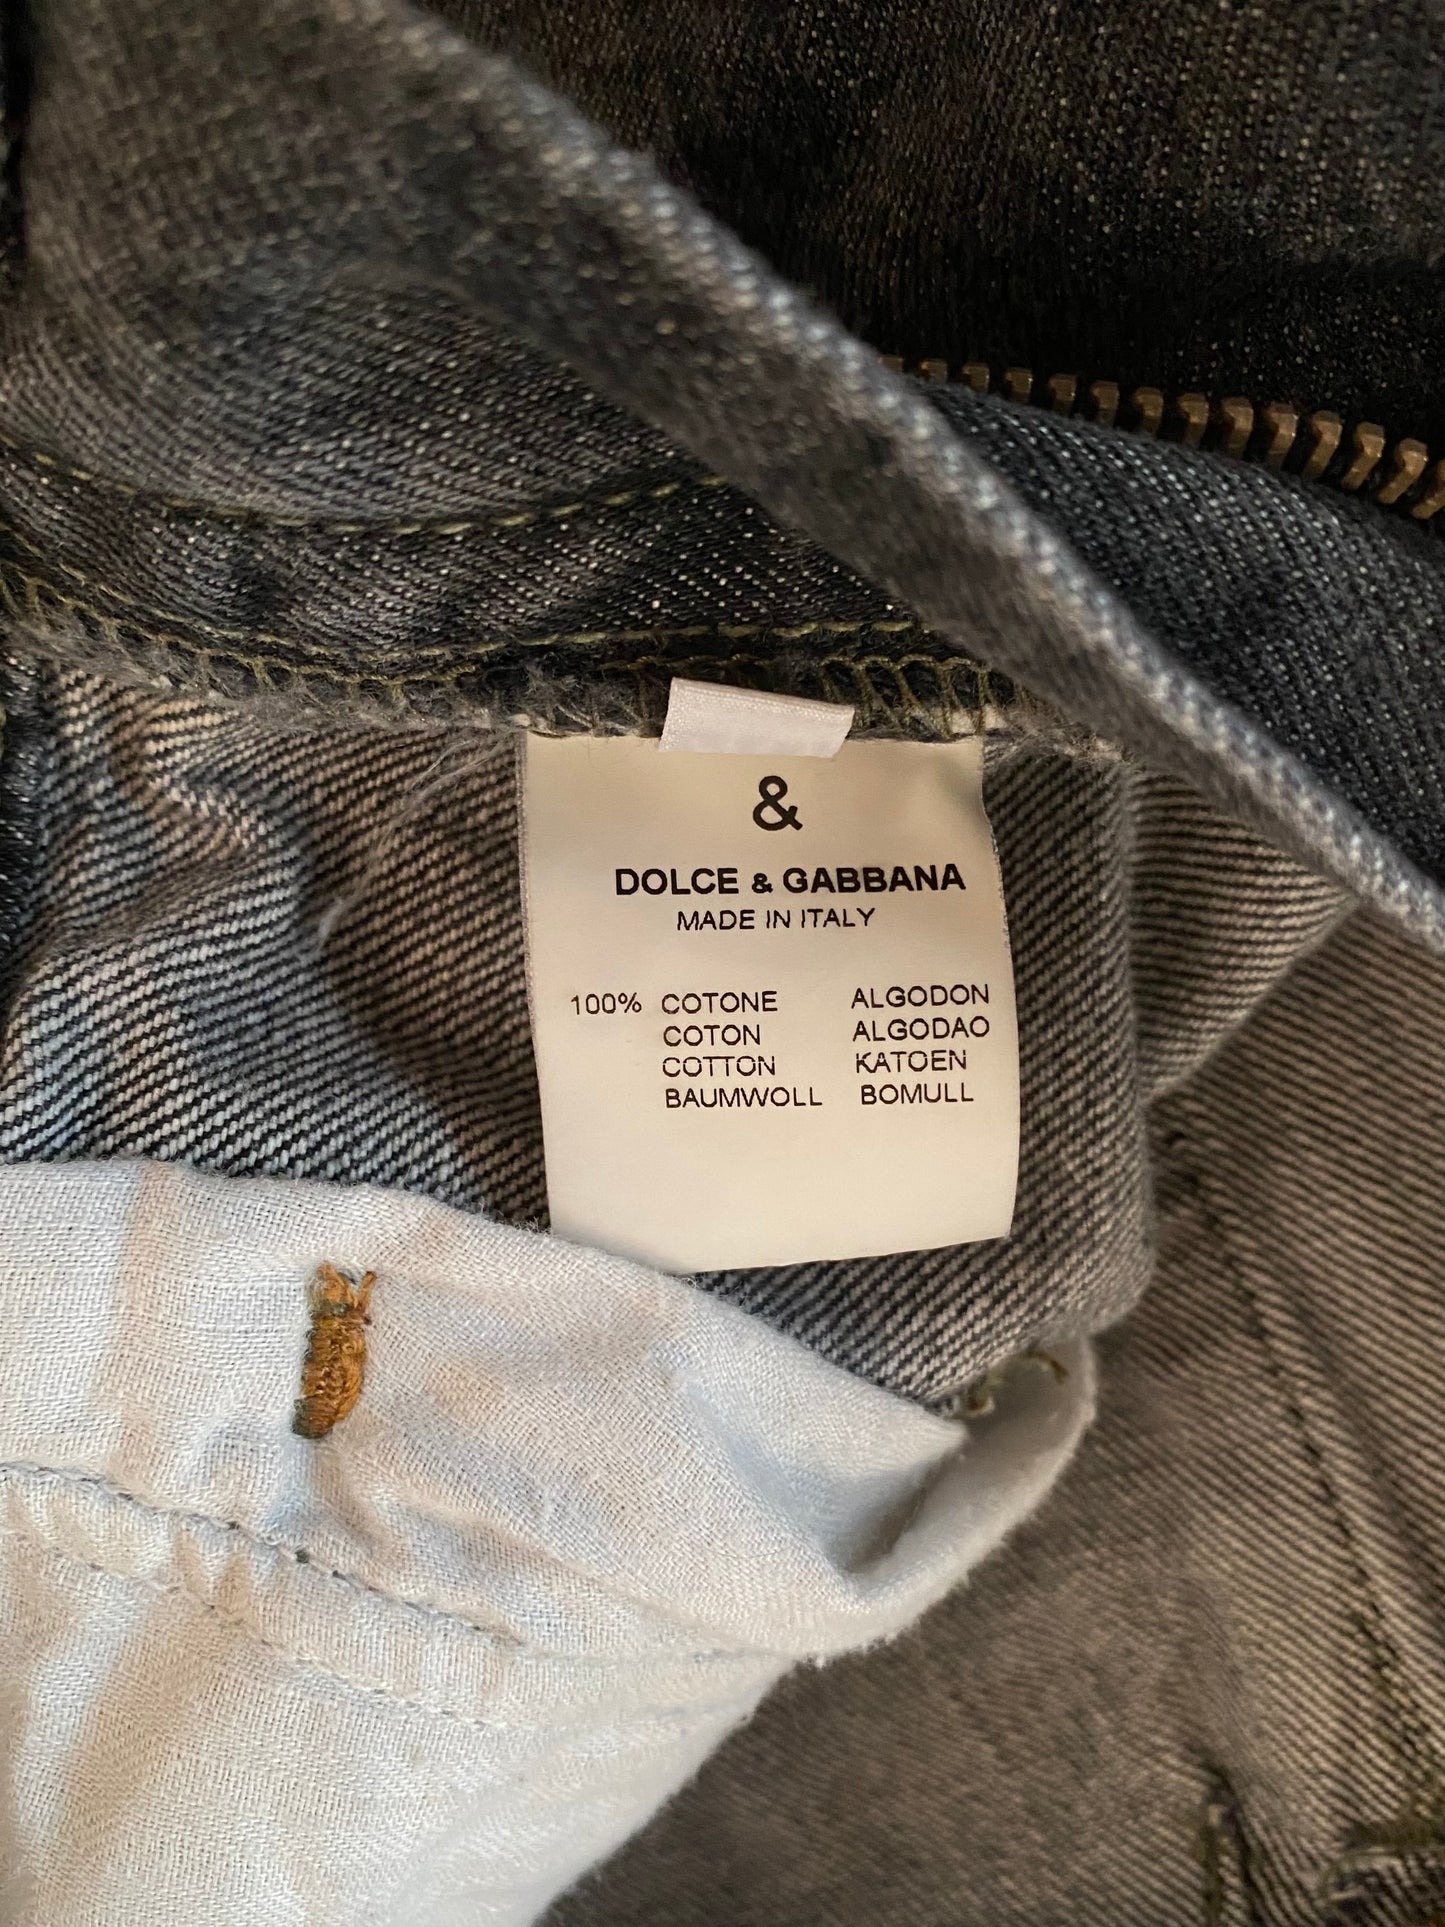 &
DOLCE & GABBANA
MADE IN ITALY
100% COTONE ALGODON
COTON ALGODAO
COTTON KATOEN
BAUMWOLL BOMULL